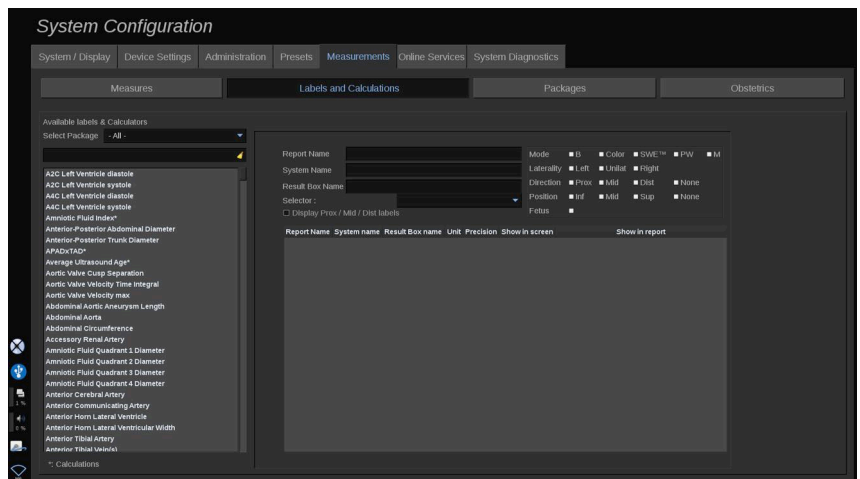 System Configuration
System / Display Device Settings Administration Presets Measurements Online Services System Diagnostics
Measures Labels and Calculations Packages Obstetrics
Available labels & Calculators
Select Package - All -
A2C Left Ventricle diastole
A2C Left Ventricle systole
A4C Left Ventricle diastole
A4C Left Ventricle systole
Amniotic Fluid Index*
Anterior-Posterior Abdominal Diameter
Anterior-Posterior Trunk Diameter
APADxTAD*
Average Ultrasound Age*
Aortic Valve Cusp Separation
Aortic Valve Velocity Time Integral
Aortic Valve Velocity max
Abdominal Aortic Aneurysm Length
Abdominal Aorta
Abdominal Circumference
Accessory Renal Artery
Amniotic Fluid Quadrant 1 Diameter
Amniotic Fluid Quadrant 2 Diameter
Amniotic Fluid Quadrant 3 Diameter
Amniotic Fluid Quadrant 4 Diameter
Anterior Cerebral Artery
Anterior Communicating Artery
Anterior Horn Lateral Ventricle
Anterior Horn Lateral Ventricular Width
Anterior Tibial Artery
Anterior Tibial Vein(s)
*: Calculations
Report Name
System Name
Result Box Name
Selector :
Display Prox / Mid / Dist labels
Mode B Color SWE™ PW M
Laterality Left Unilat Right
Direction Prox Mid Dist None
Position Inf Mid Sup None
Fetus
Report Name System name Result Box name Unit Precision Show in screen Show in report
1 %